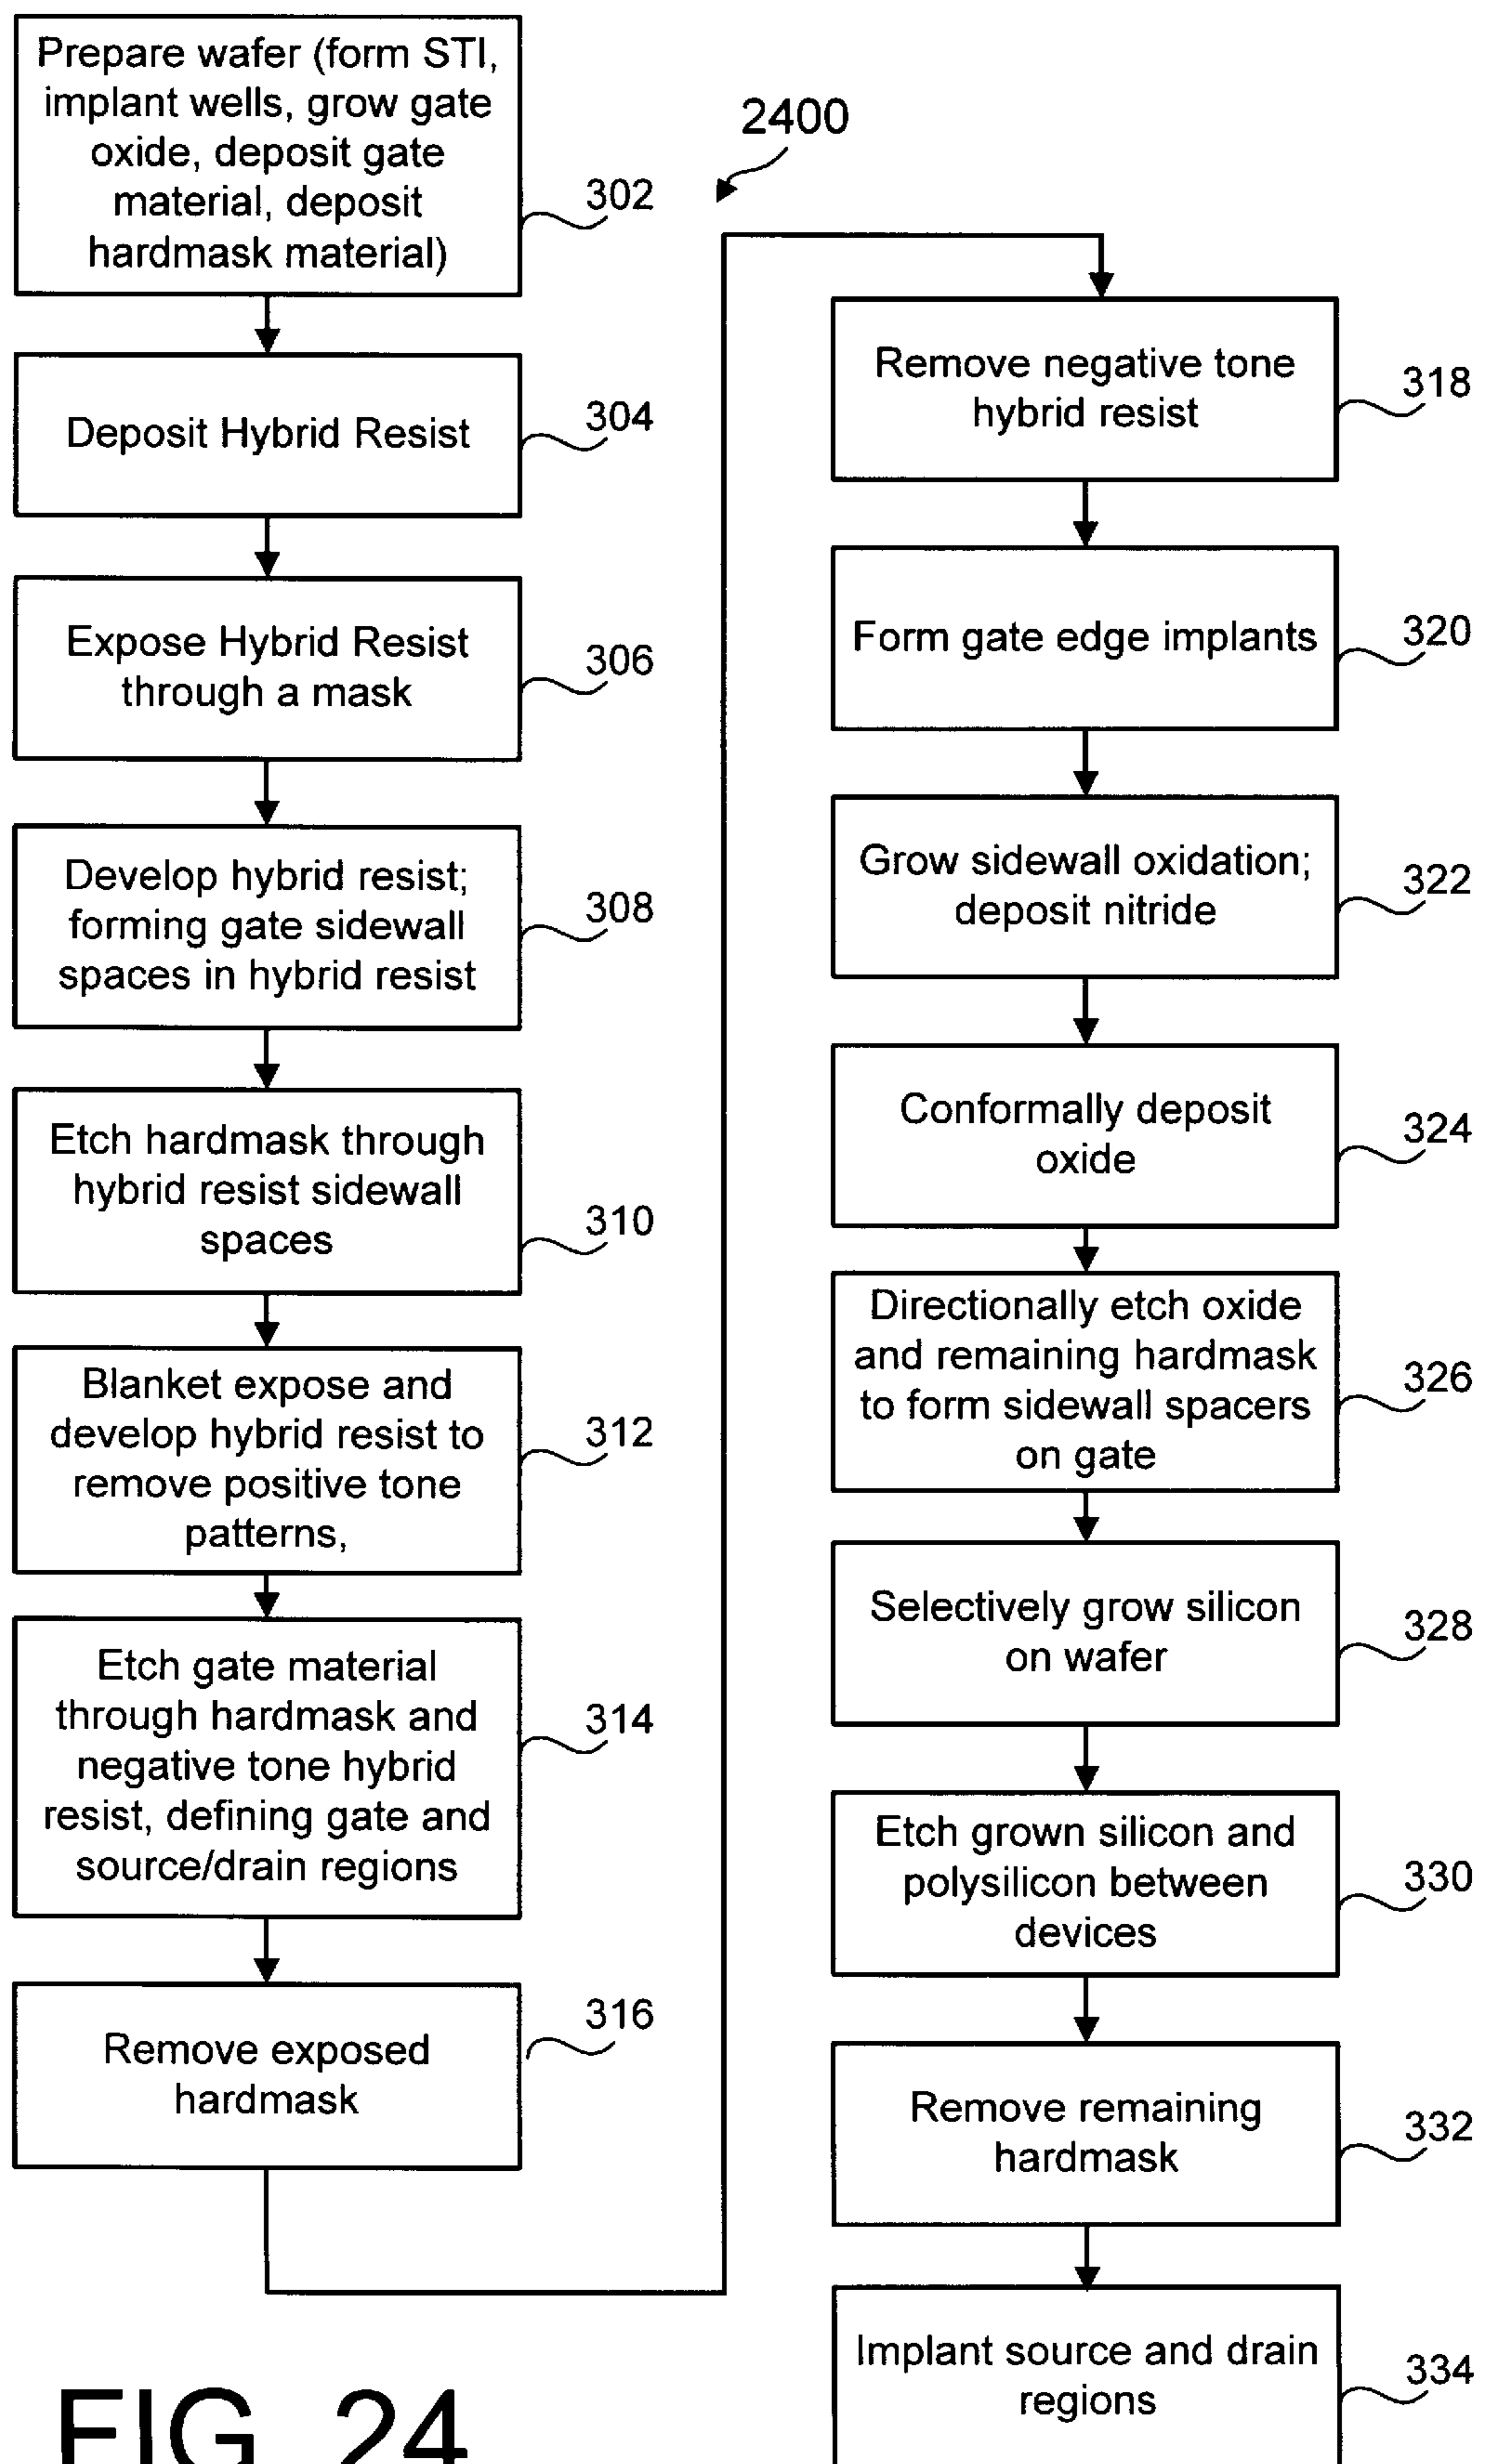 Prepare wafer (form STI,
implant wells, grow gate
oxide, deposit gate
material, deposit
hardmask material)
302
Deposit Hybrid Resist
304
Expose Hybrid Resist
through a mask
306
Develop hybrid resist;
forming gate sidewall
spaces in hybrid resist
308
Etch hardmask through
hybrid resist sidewall
spaces
310
Blanket expose and
develop hybrid resist to
remove positive tone
patterns,
312
Etch gate material
through hardmask and
negative tone hybrid
resist, defining gate and
source/drain regions
314
Remove exposed
hardmask
316
2400
Remove negative tone
hybrid resist
318
Form gate edge implants
320
Grow sidewall oxidation;
deposit nitride
322
Conformally deposit
oxide
324
Directionally etch oxide
and remaining hardmask
to form sidewall spacers
on gate
326
Selectively grow silicon
on wafer
328
Etch grown silicon and
polysilicon between
devices
330
Remove remaining
hardmask
332
Implant source and drain
regions
334
FIG. 24